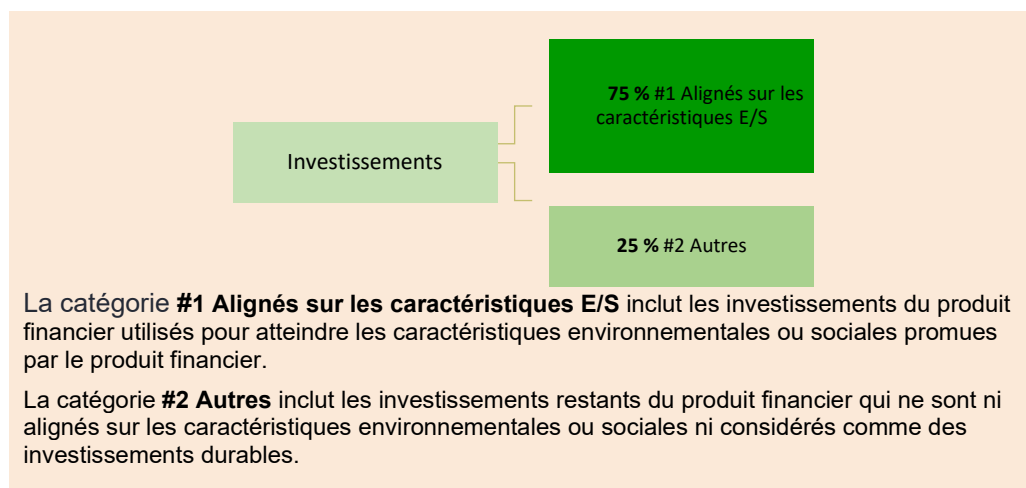 75 % #1 Alignés sur les
caractéristiques E/S
Investissements
25 % #2 Autres
La catégorie #1 Alignés sur les caractéristiques E/S inclut les investissements du produit
financier utilisés pour atteindre les caractéristiques environnementales ou sociales promues
par le produit financier.
La catégorie #2 Autres inclut les investissements restants du produit financier qui ne sont ni
alignés sur les caractéristiques environnementales ou sociales ni considérés comme des
investissements durables.